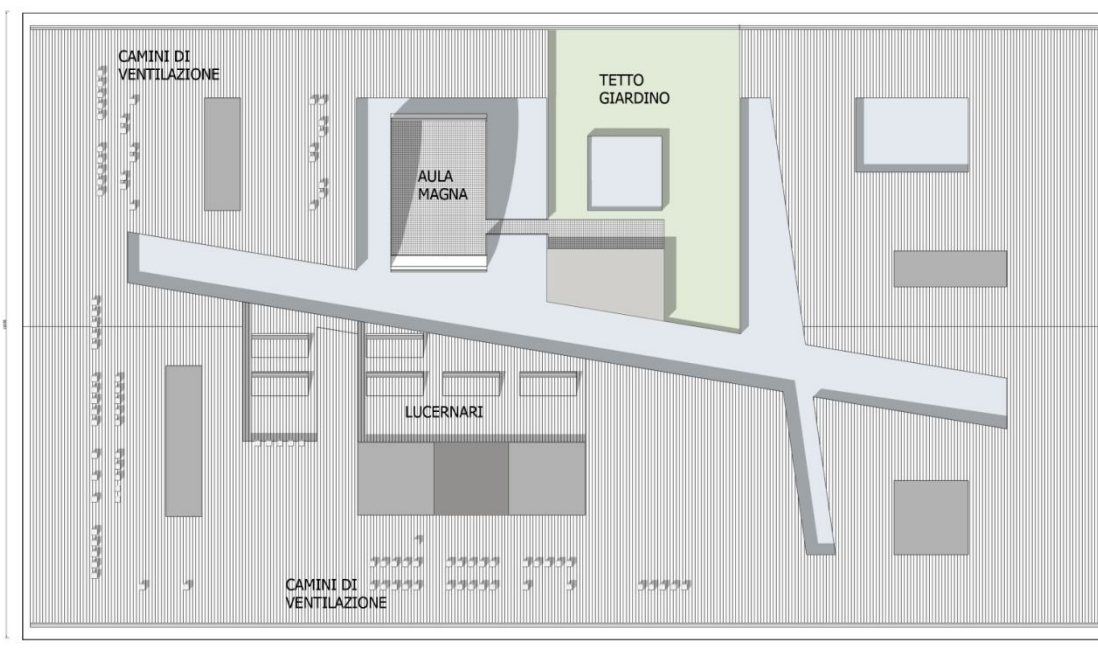 CAMINI DI
VENTILAZIONE
TETTO
GIARDINO
AULA
MAGNA
LUCERNARI
CAMINI DI
VENTILAZIONE